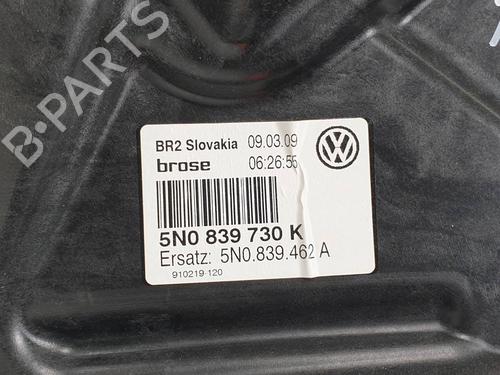 B-PARTS
BR2 Slovakia 09.03.09
brose 06:26:55
5N0 839 730 K
Ersatz: 5N0.839.462 A
910219-120